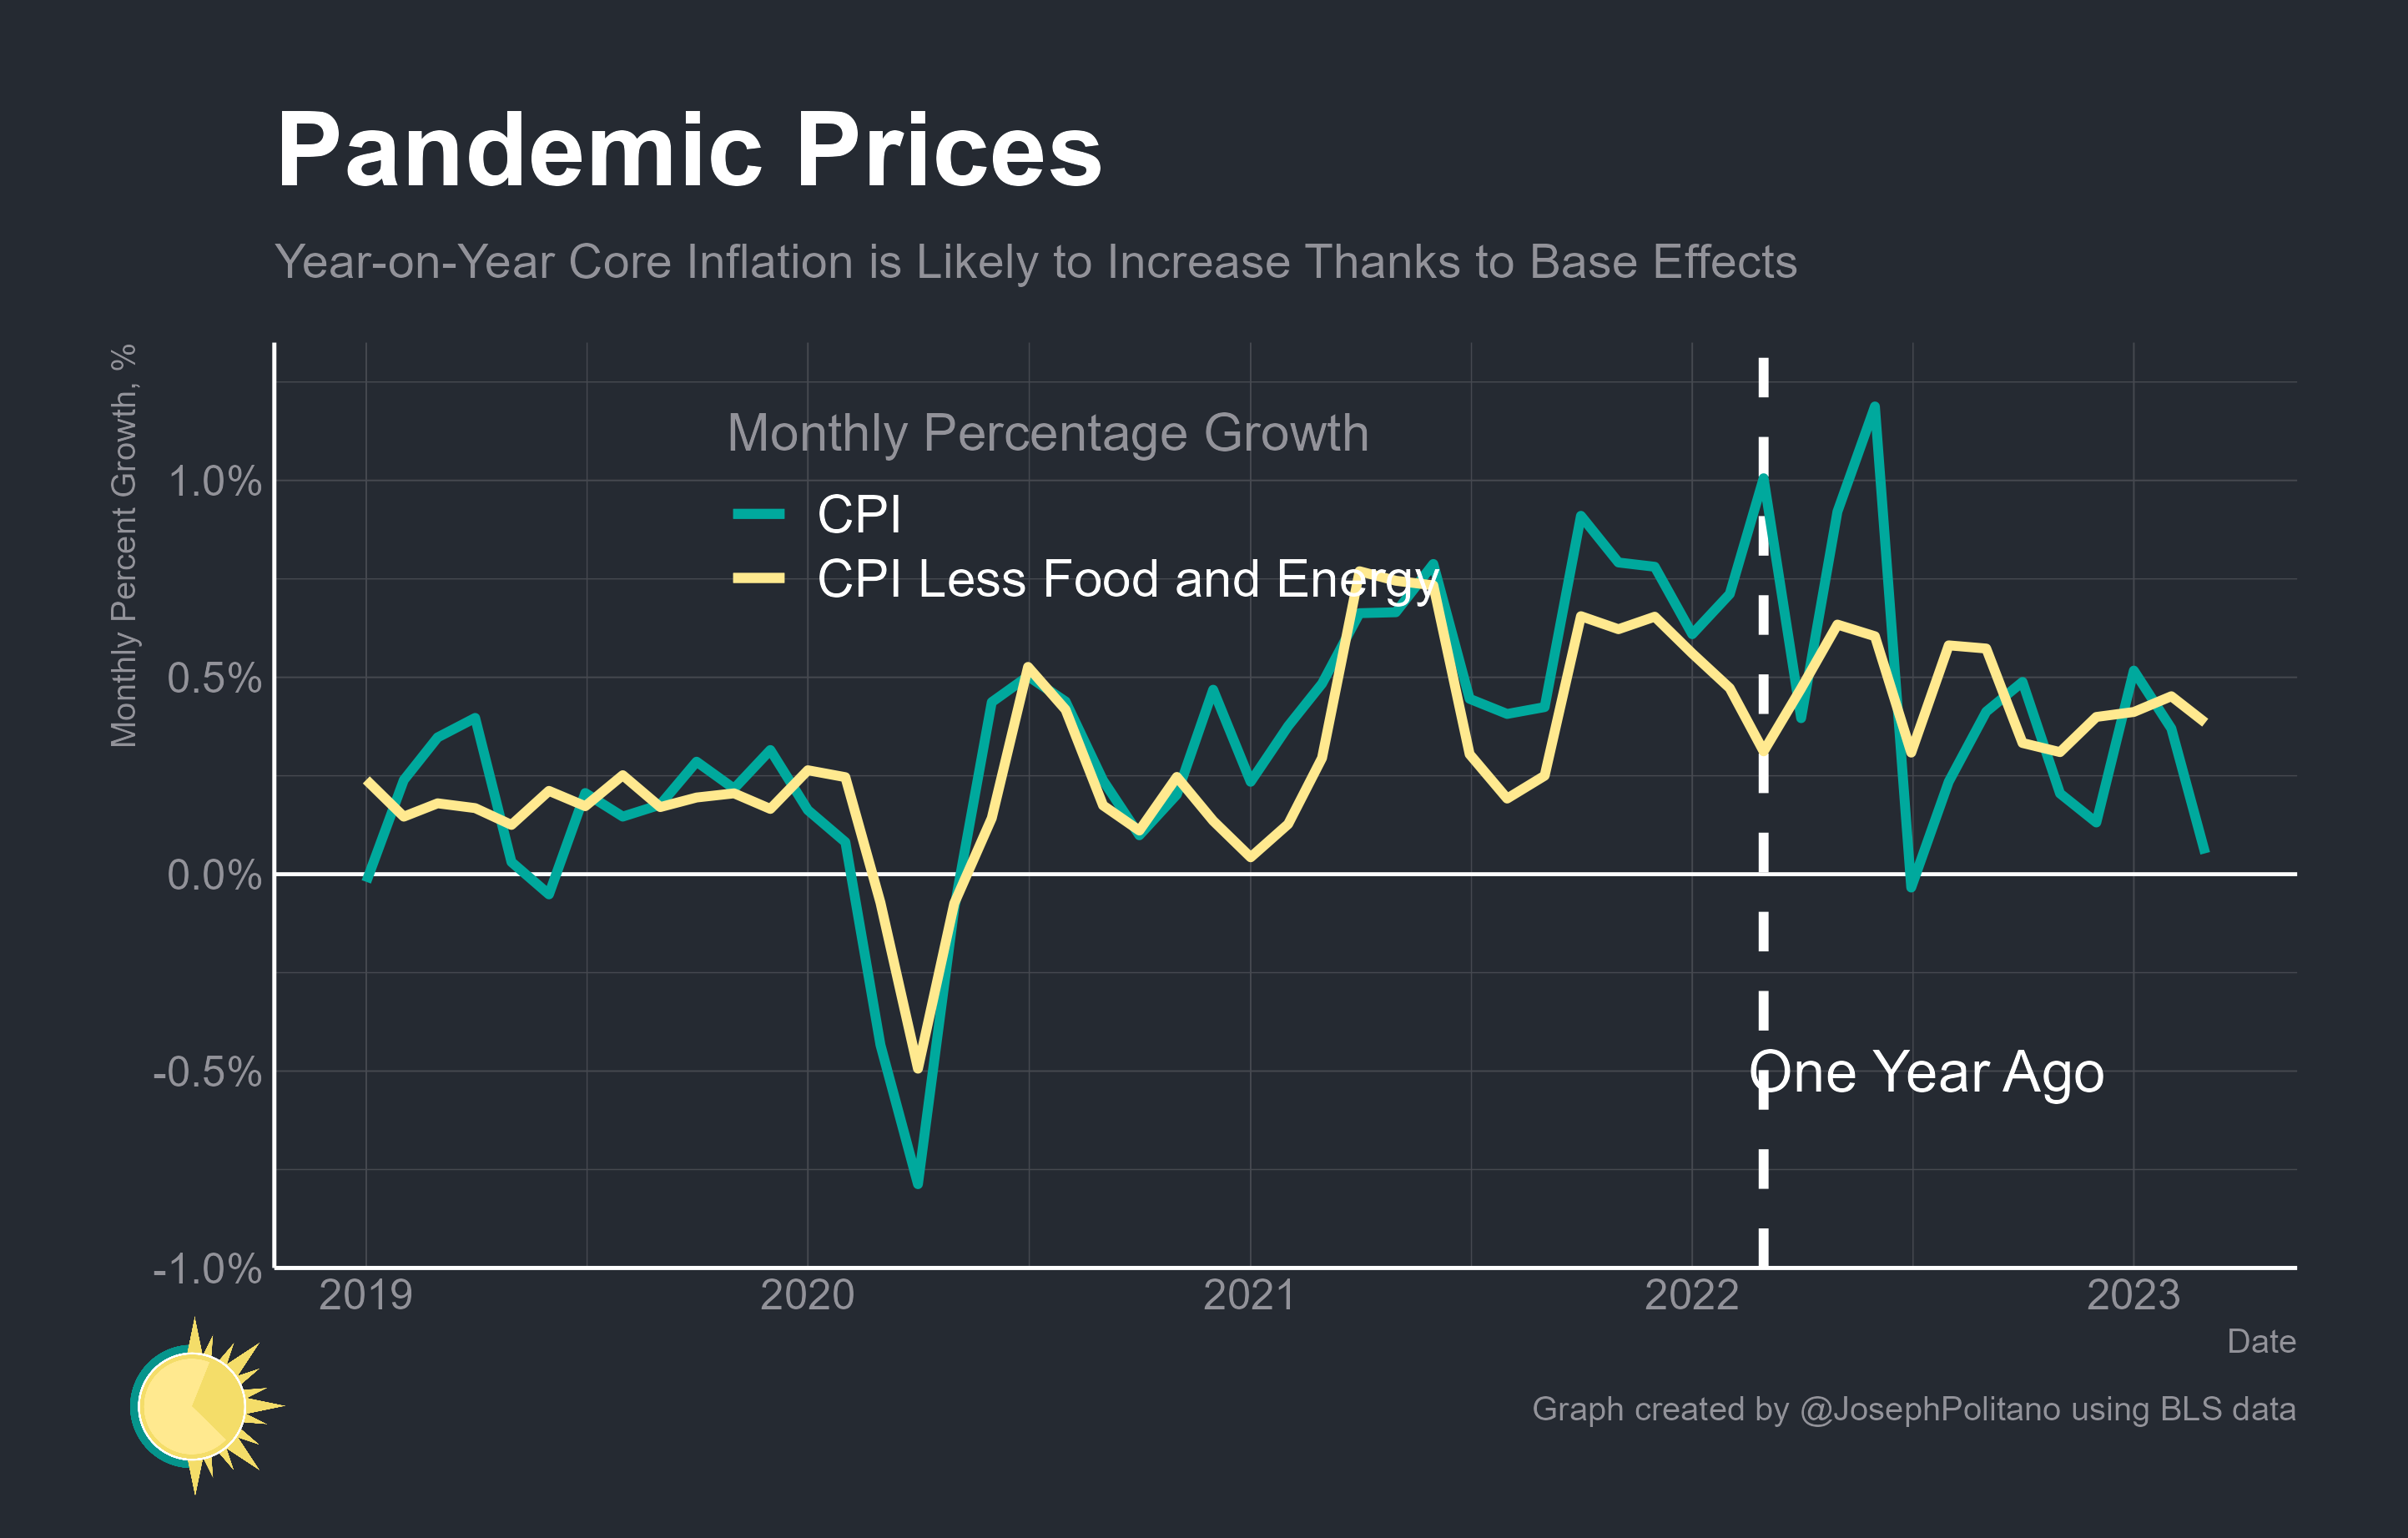 Pandemic Prices
Year-on-Year Core Inflation is Likely to Increase Thanks to Base Effects
Monthly Percent Growth, %
Monthly Percentage Growth
CPI
CPI Less Food and Energy
1.0%
0.5%
0.0%
-0.5%
-1.0%
One Year Ago
2019 2020 2021 2022 2023
Date
Graph created by @JosephPolitano using BLS data